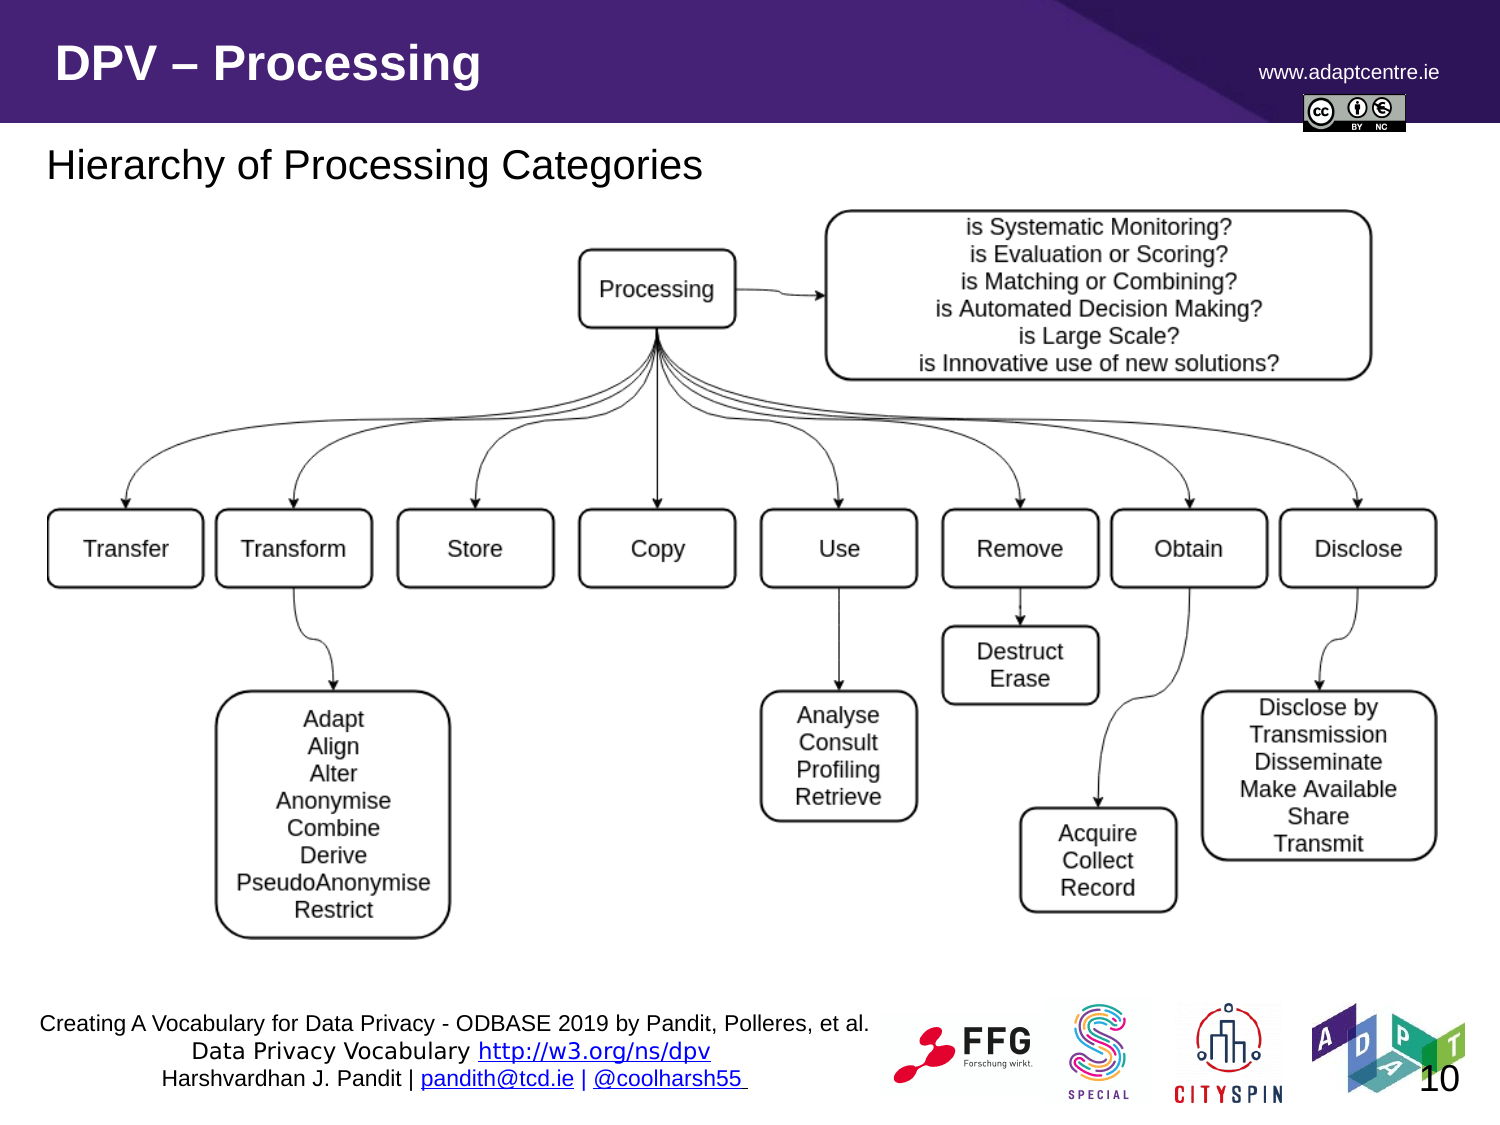 DPV – Processing
www.adaptcentre.ie
cc
BY NC
Hierarchy of Processing Categories
is Systematic Monitoring?
is Evaluation or Scoring?
is Matching or Combining?
is Automated Decision Making?
is Large Scale?
is Innovative use of new solutions?
Processing
Transfer
Transform
Store
Copy
Use
Remove
Obtain
Disclose
Destruct
Erase
Adapt
Align
Alter
Anonymise
Combine
Derive
PseudoAnonymise
Restrict
Analyse
Consult
Profiling
Retrieve
Acquire
Collect
Record
Disclose by
Transmission
Disseminate
Make Available
Share
Transmit
Creating A Vocabulary for Data Privacy - ODBASE 2019 by Pandit, Polleres, et al.
Data Privacy Vocabulary http://w3.org/ns/dpv
Harshvardhan J. Pandit | pandith@tcd.ie | @coolharsh55
FFG
Forschung wirkt.
SPECIAL
CITYSPIN
ADAPT
10